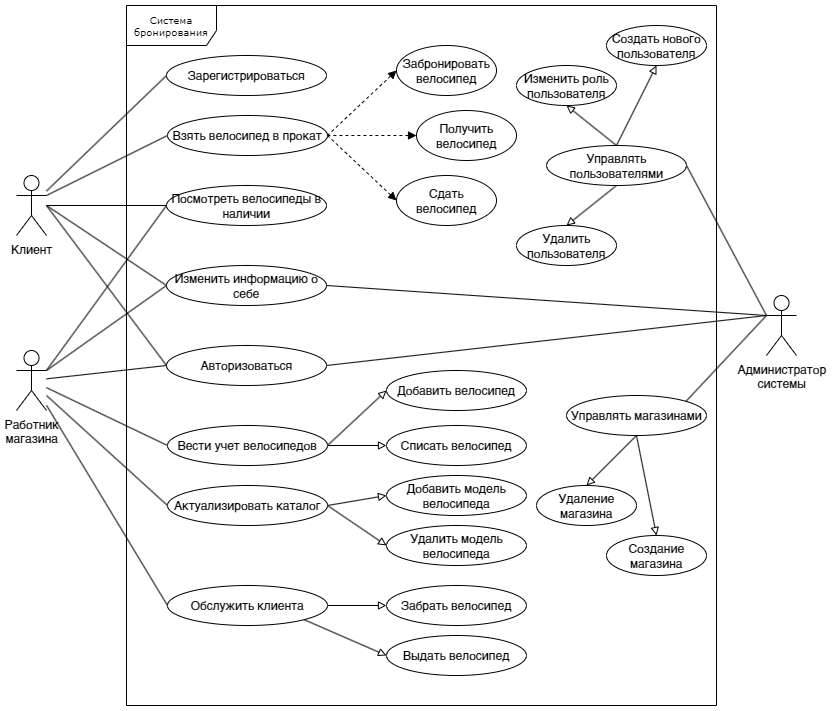 Система
бронирования
Зарегистрироваться
Взять велосипед в прокат
Посмотреть велосипеды в
наличии
Изменить информацию о
себе
Авторизоваться
Вести учет велосипедов
Актуализировать каталог
Обслужить клиента
Клиент
Работник
магазина
Забронировать
велосипед
Получить
велосипед
Сдать
велосипед
Добавить велосипед
Списать велосипед
Добавить модель
велосипеда
Удалить модель
велосипеда
Забрать велосипед
Выдать велосипед
Создать нового
пользователя
Изменить роль
пользователя
Управлять
пользователями
Удалить
пользователя
Администратор
системы
Управлять магазинами
Удаление
магазина
Создание
магазина